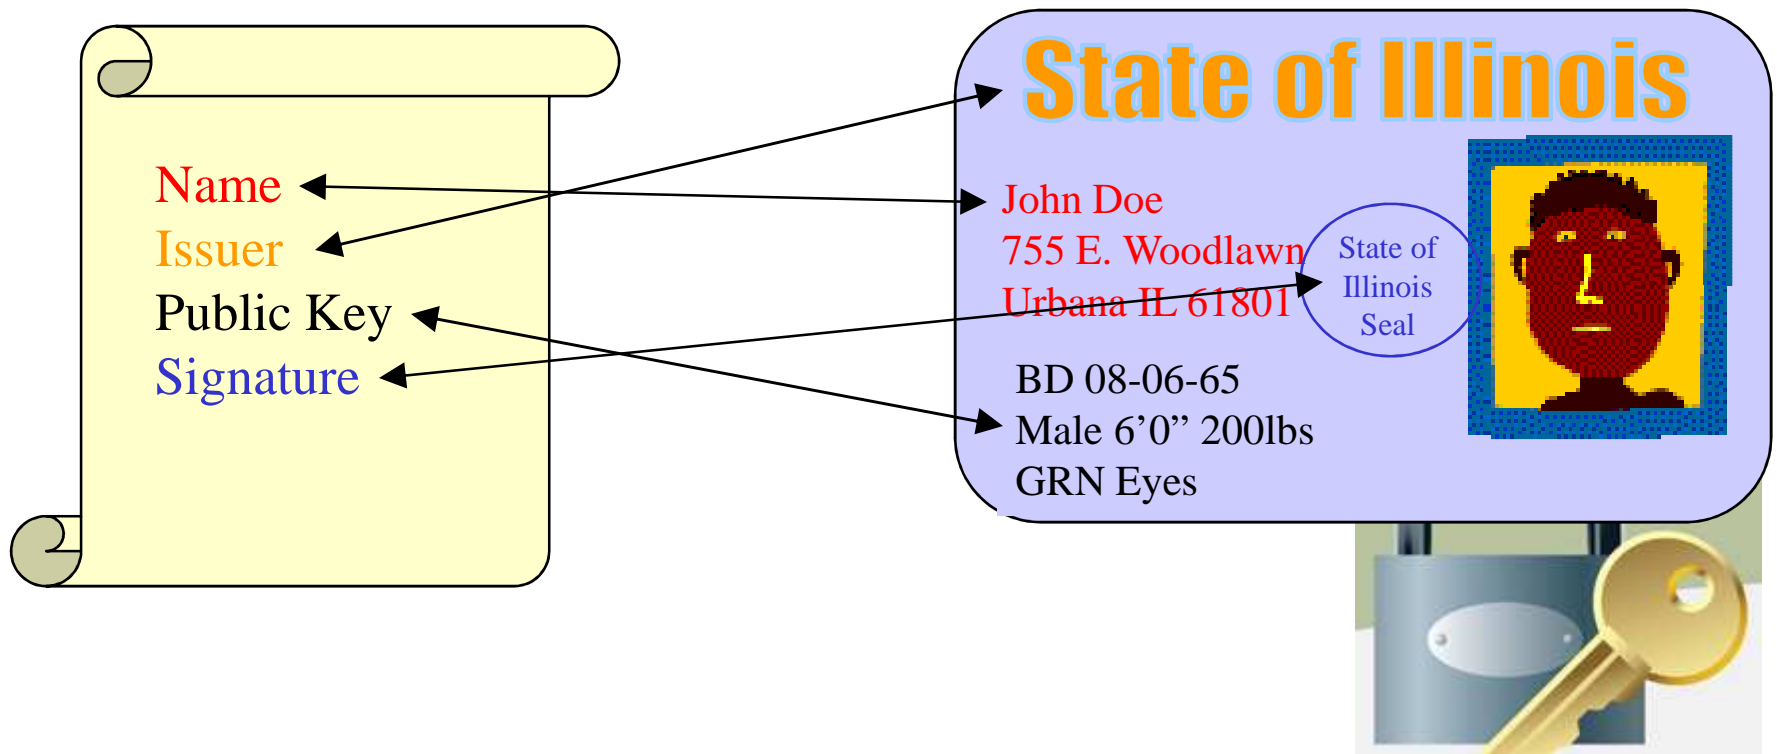 Name
Issuer
Public Key
Signature
State of Illinois
John Doe
755 E. Woodlawn
Urbana IL 61801
State of
Illinois
Seal
BD 08-06-65
Male 6’0” 200lbs
GRN Eyes